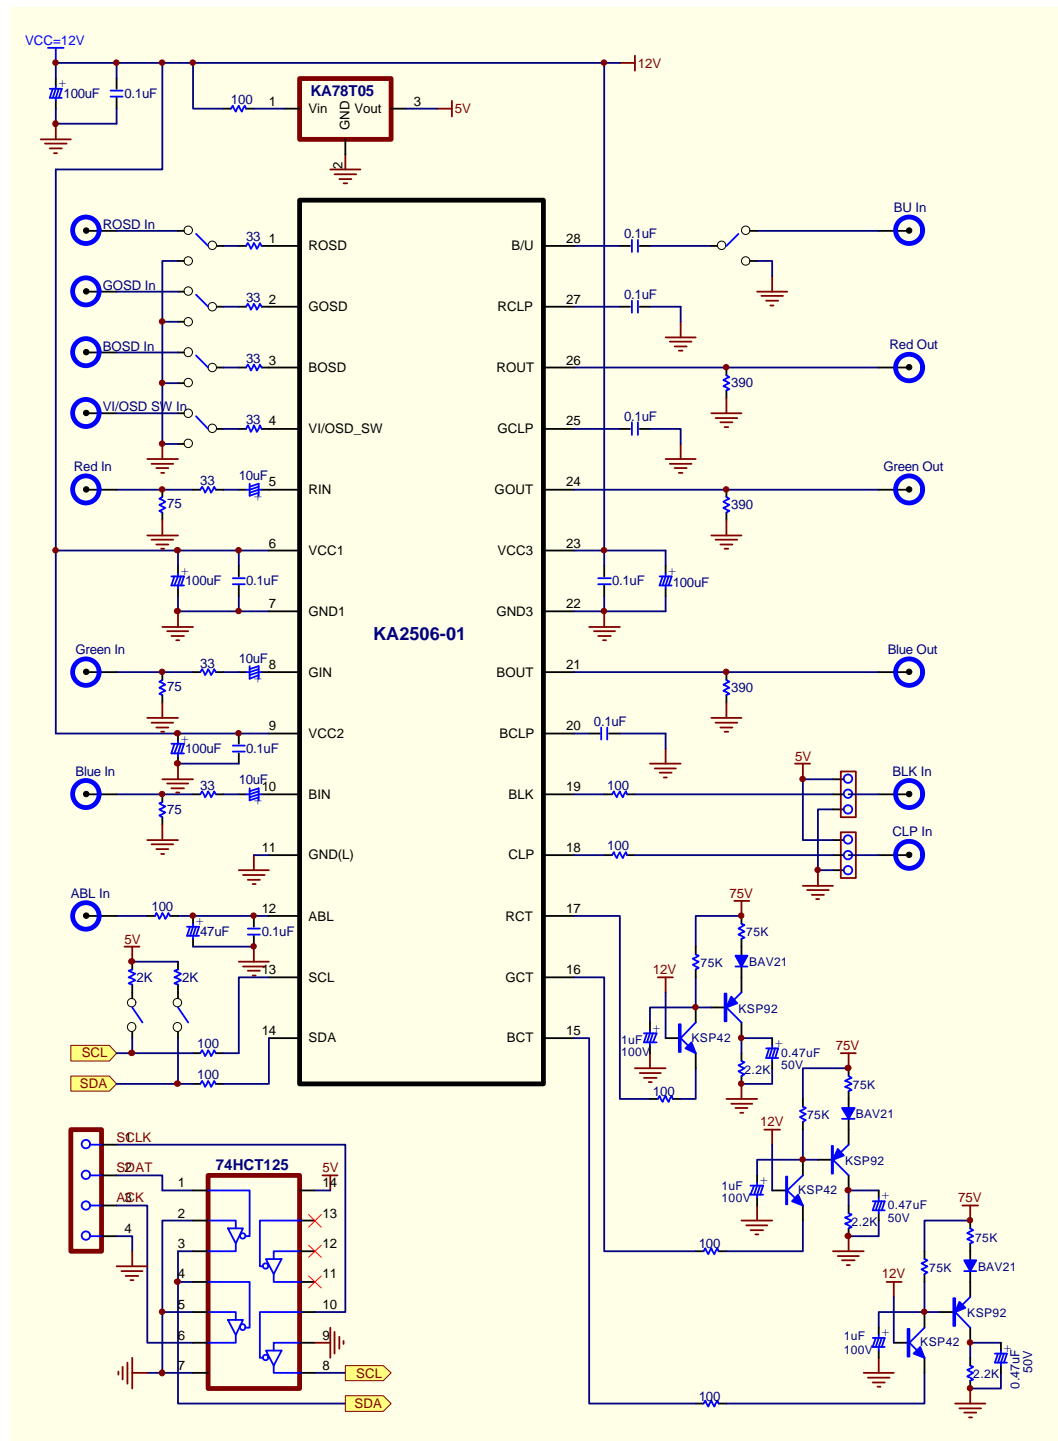 VCC=12V
12V
100uF
0.1uF
100
1
KA78T05
Vin
GND
Vout
3
5V
2
ROSD In
33
1
ROSD
B/U
28
0.1uF
BU In
GOSD In
33
2
GOSD
RCLP
27
0.1uF
BOSD In
33
3
BOSD
ROUT
26
390
Red Out
VI/OSD SW In
33
4
VI/OSD_SW
GCLP
25
0.1uF
Red In
75
33
10uF
5
RIN
GOUT
24
390
Green Out
6
VCC1
VCC3
23
100uF
0.1uF
0.1uF
100uF
7
GND1
GND3
22
KA2506-01
Green In
75
33
10uF
8
GIN
BOUT
21
390
Blue Out
9
VCC2
BCLP
20
0.1uF
100uF
0.1uF
Blue In
75
33
10uF
10
BIN
BLK
19
100
5V
BLK In
11
GND(L)
CLP
18
100
CLP In
ABL In
100
47uF
0.1uF
12
ABL
RCT
17
75V
75K
75K
BAV21
5V
2K
2K
13
SCL
GCT
16
12V
KSP92
1uF
100V
KSP42
2.2K
0.47uF
50V
14
SDA
BCT
15
SCL
100
SDA
100
100
75V
75K
75K
BAV21
12V
KSP92
1uF
100V
KSP42
2.2K
0.47uF
50V
100
75V
75K
75K
BAV21
12V
KSP92
1uF
100V
KSP42
2.2K
0.47uF
50V
100
SCLK
1
SDAT
2
ACK
3
4
74HCT125
5V
1
14
2
13
3
12
4
11
5
10
6
9
7
8
SCL
SDA